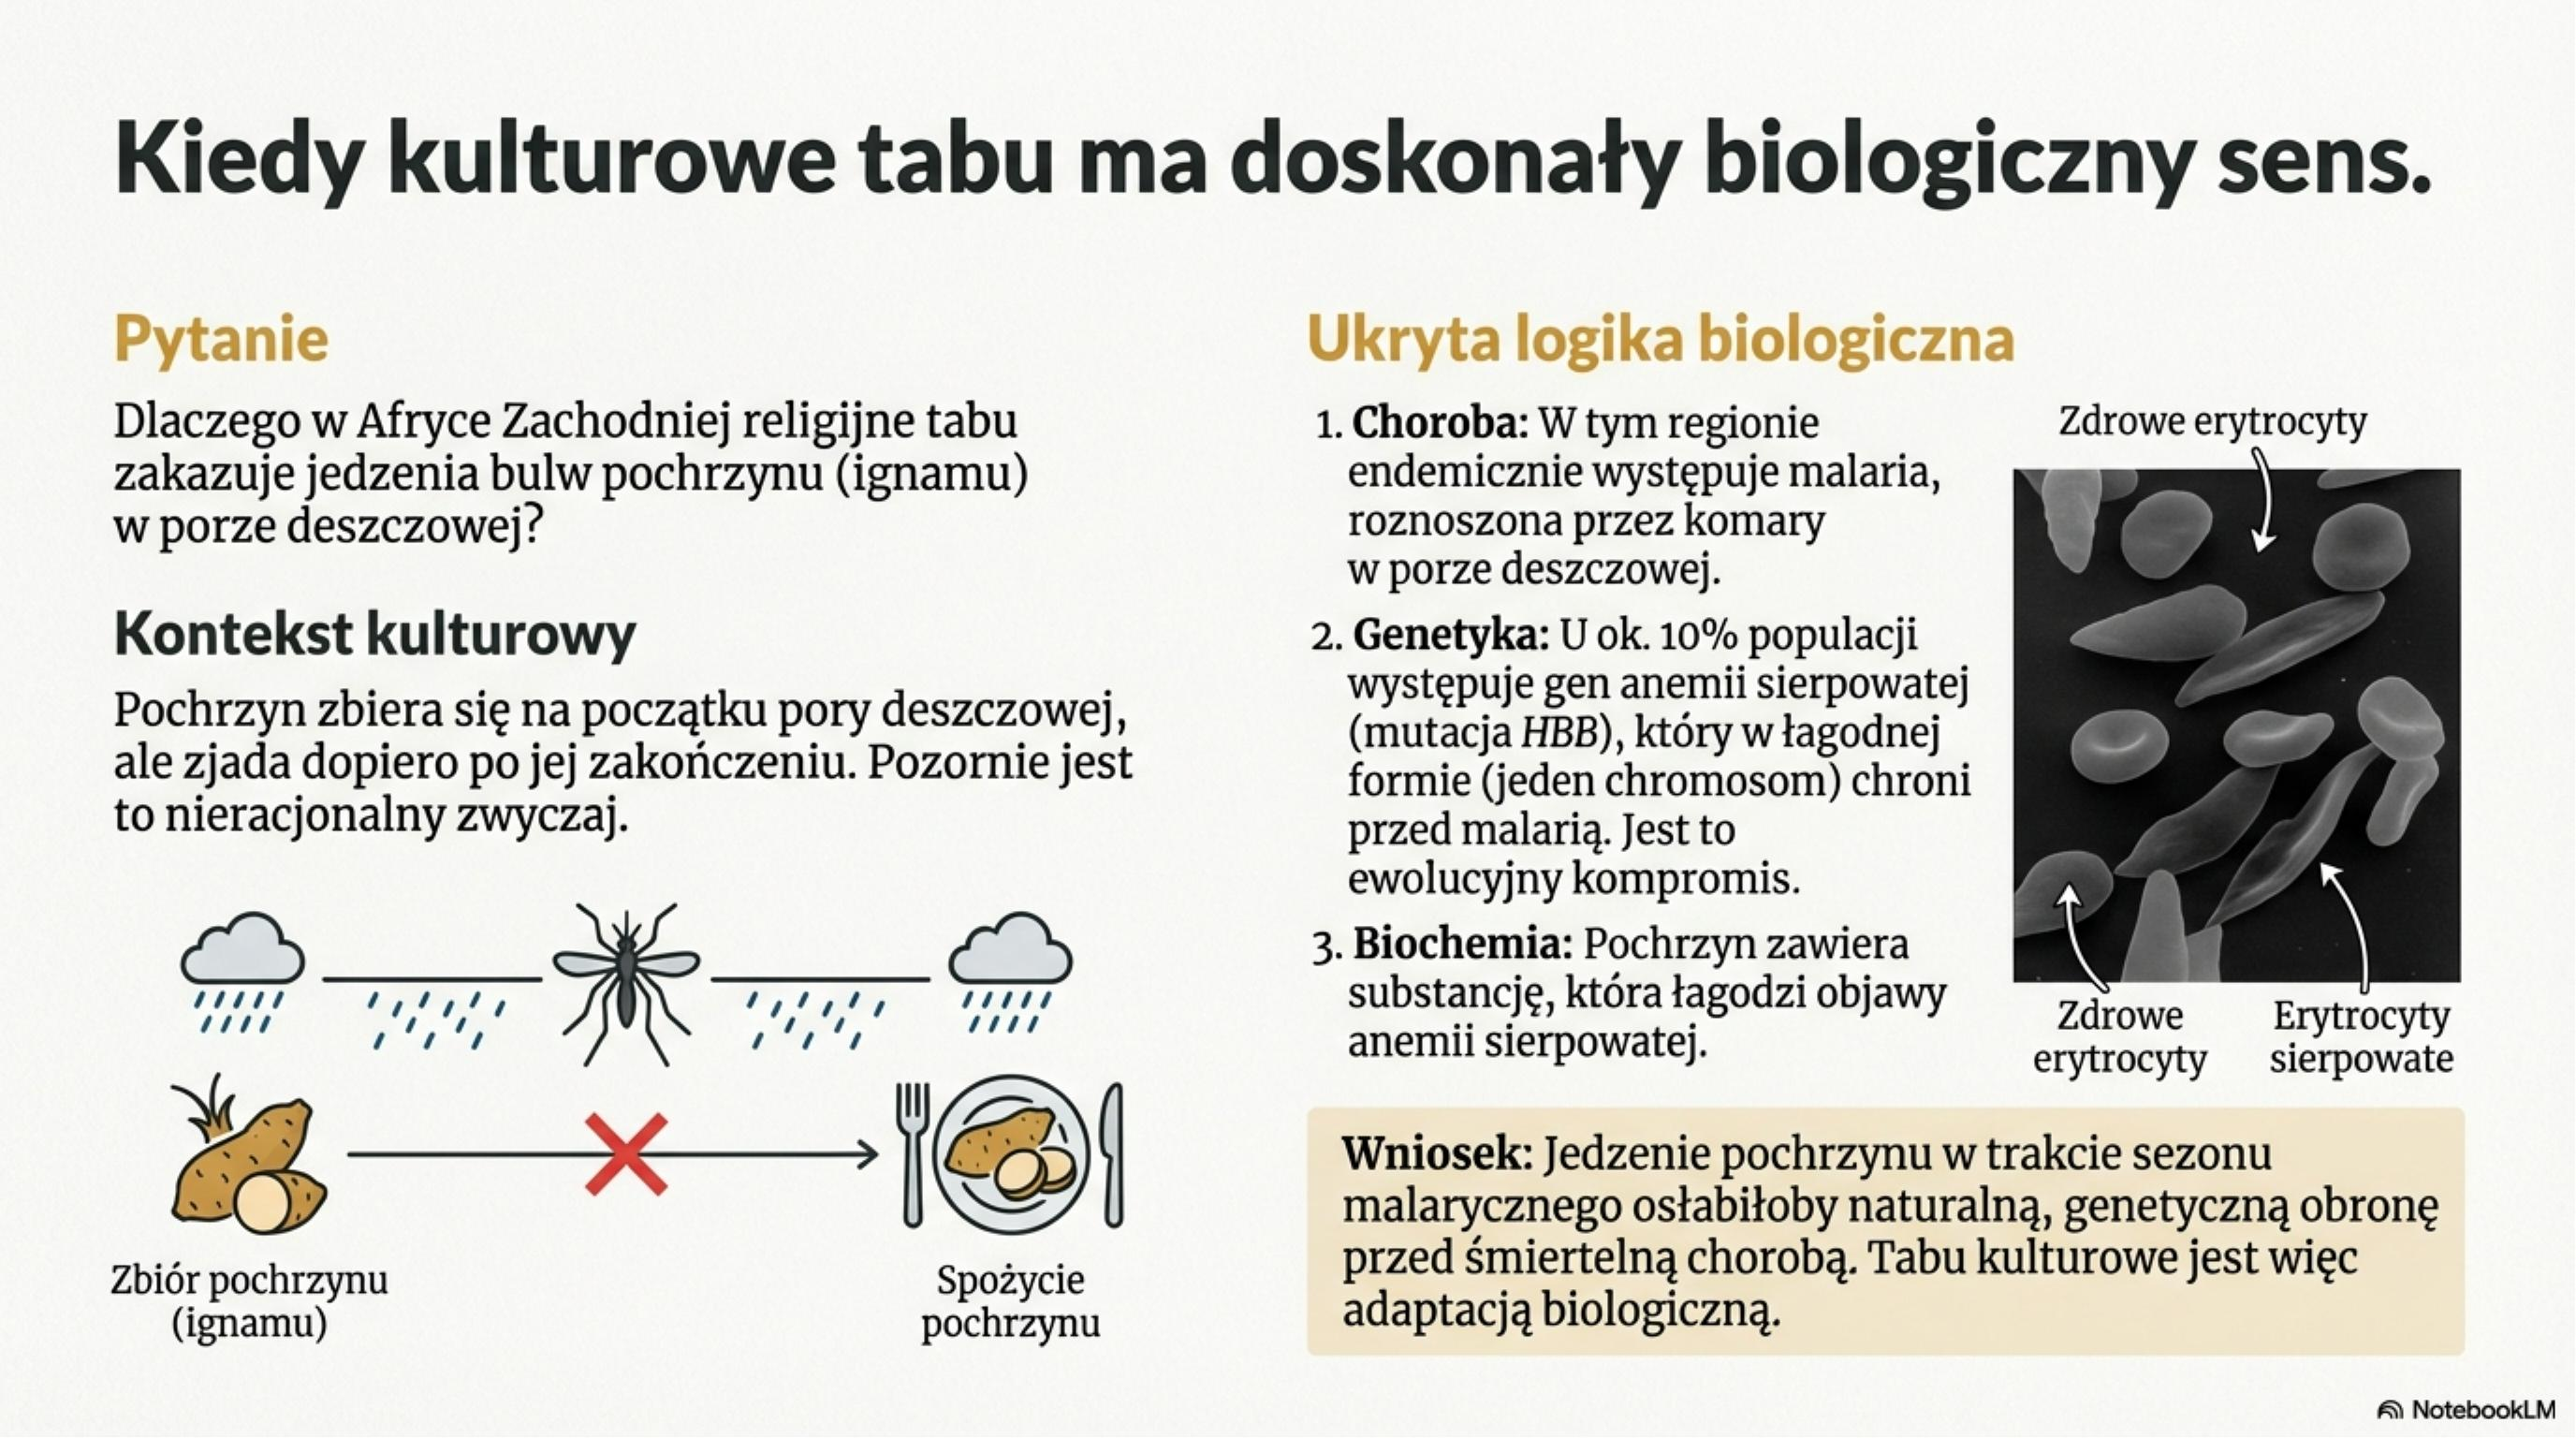 Kiedy kulturowe tabu ma doskonały biologiczny sens.
Pytanie
Dlaczego w Afryce Zachodniej religijne tabu
zakazuje jedzenia bulw pochrzynu (ignamu)
w porze deszczowej?
Kontekst kulturowy
Pochrzyn zbiera się na początku pory deszczowej,
ale zjada dopiero po jej zakończeniu. Pozornie jest
to nieracjonalny zwyczaj.
Zbiór pochrzynu
(ignamu)
Spożycie
pochrzynu
Ukryta logika biologiczna
1. Choroba: W tym regionie
endemicznie występuje malaria,
roznoszona przez komary
w porze deszczowej.
2. Genetyka: U ok. 10% populacji
występuje gen anemii sierpowatej
(mutacja HBB), który w łagodnej
formie (jeden chromosom) chroni
przed malarią. Jest to
ewolucyjny kompromis.
3. Biochemia: Pochrzyn zawiera
substancję, która łagodzi objawy
anemii sierpowatej.
Zdrowe erytrocyty
Zdrowe
erytrocyty
Erytrocyty
sierpowate
Wniosek: Jedzenie pochrzynu w trakcie sezonu
malarycznego osłabiłoby naturalną, genetyczną obronę
przed śmiertelną chorobą. Tabu kulturowe jest więc
adaptacją biologiczną.
NotebookLM